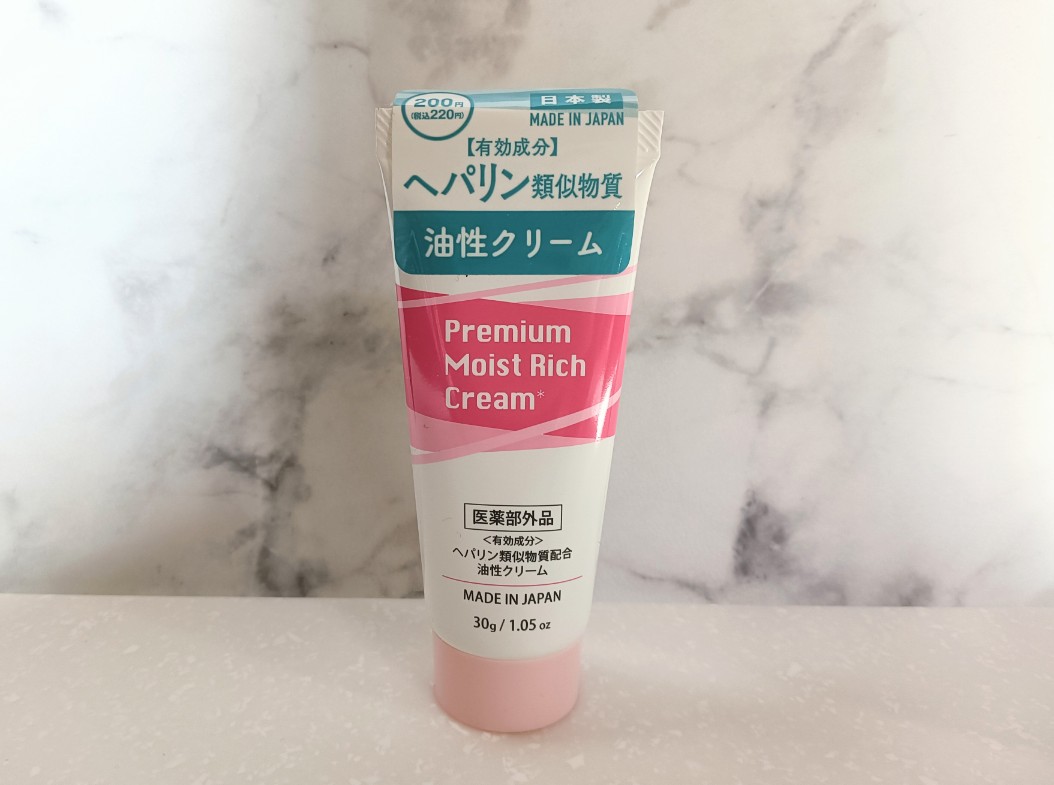 200円
(税込220円)
日本製
MADE IN JAPAN
【有効成分】
ヘパリン類似物質
油性クリーム
Premium
Moist Rich
Cream*
医薬部外品
<有効成分>
ヘパリン類似物質配合
油性クリーム
MADE IN JAPAN
30g / 1.05 oz